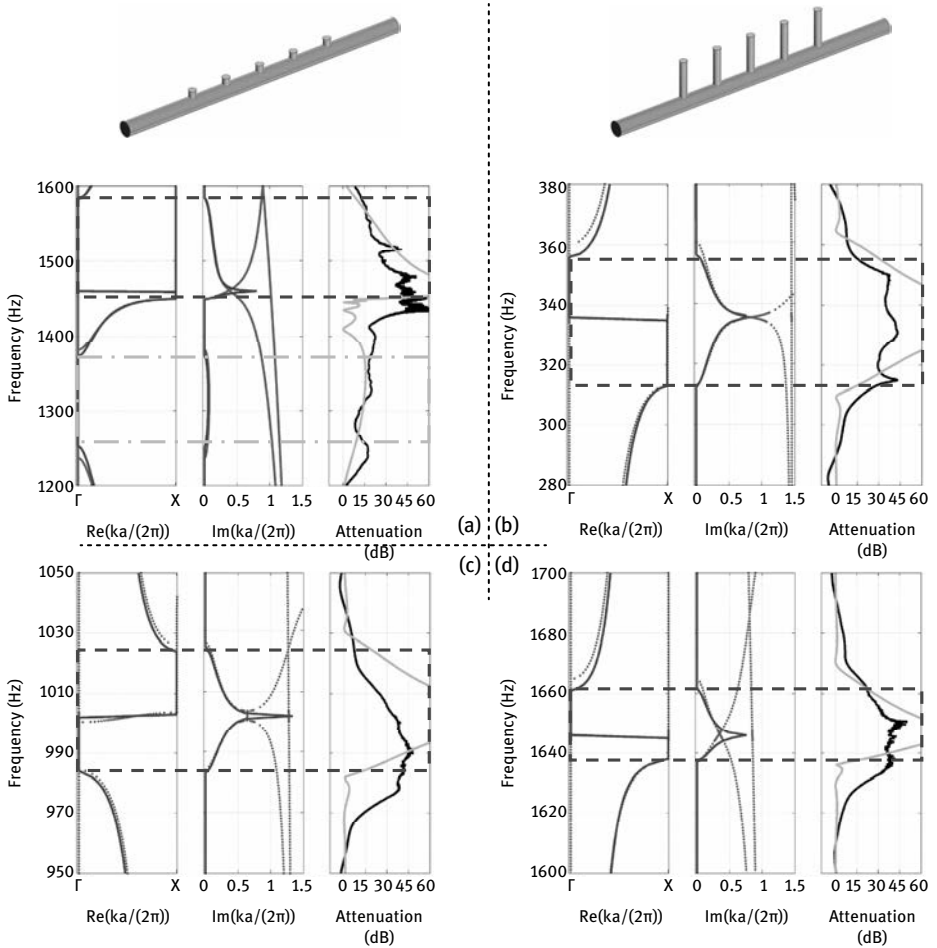 1600
1500
1400
1300
1200
Frequency (Hz)
Γ X
0 0.5 1 1.5
0 15 30 45 60
Re(ka/(2π)) Im(ka/(2π)) Attenuation (dB)
(a)
380
360
340
320
300
280
Frequency (Hz)
Γ X
0 0.5 1 1.5
0 15 30 45 60
Re(ka/(2π)) Im(ka/(2π)) Attenuation (dB)
(b)
1050
1030
1010
990
970
950
Frequency (Hz)
Γ X
0 0.5 1 1.5
0 15 30 45 60
Re(ka/(2π)) Im(ka/(2π)) Attenuation (dB)
(c)
1700
1680
1660
1640
1620
1600
Frequency (Hz)
Γ X
0 0.5 1 1.5
0 15 30 45 60
Re(ka/(2π)) Im(ka/(2π)) Attenuation (dB)
(d)